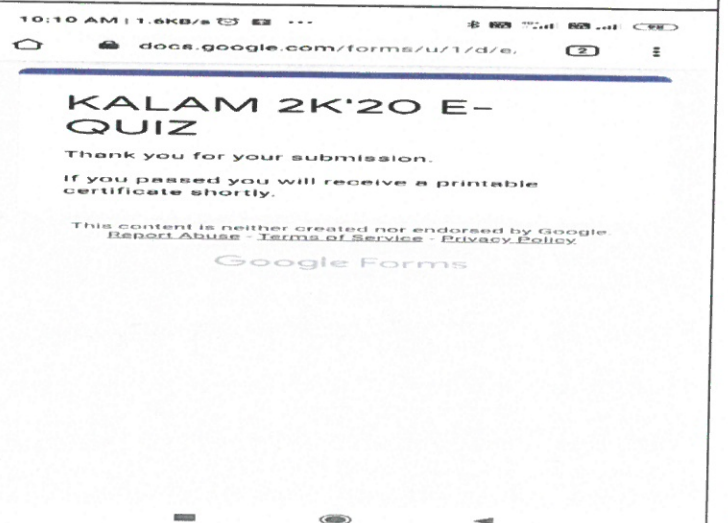 10:10 AM | 1.6KB/s ...
docs.google.com/forms/u/1/d/e, 2
KALAM 2K'20 E-
QUIZ
Thank you for your submission.
If you passed you will receive a printable
certificate shortly.
This content is neither created nor endorsed by Google.
Report Abuse - Terms of Service - Privacy Policy
Google Forms